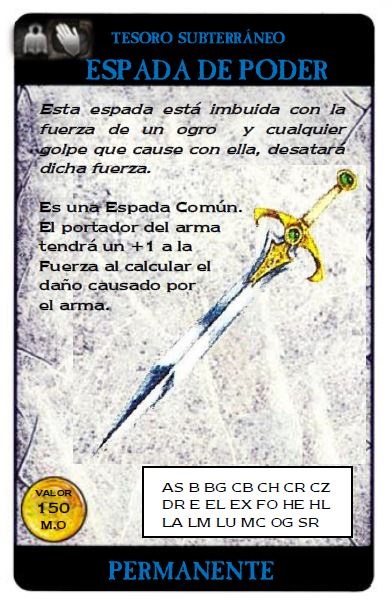 TESORO SUBTERRÁNEO
ESPADA DE PODER
Esta espada está imbuida con la
fuerza de un ogro y cualquier
golpe que cause con ella, desatará
dicha fuerza.
Es una Espada Común.
El portador del arma
tendrá un +1 a la
Fuerza al calcular el
daño causado por
el arma.
VALOR
150
M.O
AS B BG CB CH CR CZ
DR E EL EX FO HE HL
LA LM LU MC OG SR
PERMANENTE